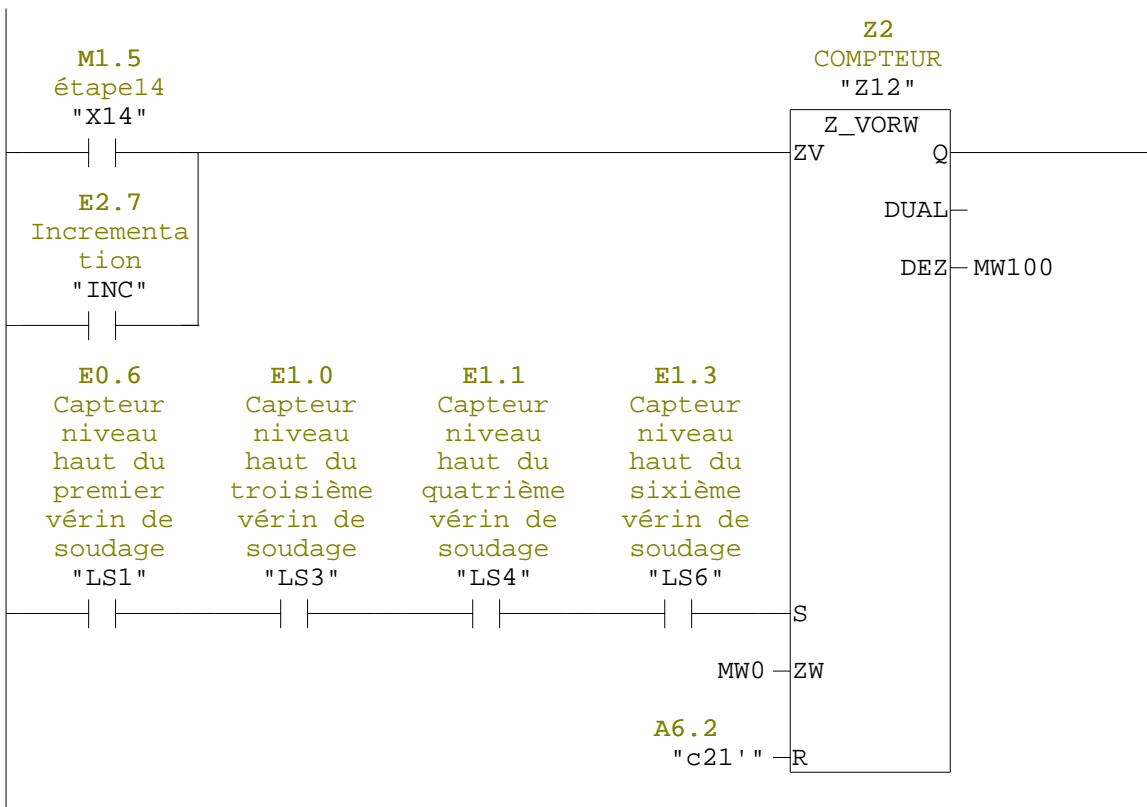 M1.5
étape14
"X14"
Z2
COMPTEUR
"Z12"
Z_VORW
ZV
Q
E2.7
Incrementa
tion
"INC"
DUAL
DEZ
MW100
E0.6
Capteur
niveau
haut du
premier
vérin de
soudage
"LS1"
E1.0
Capteur
niveau
haut du
troisième
vérin de
soudage
"LS3"
E1.1
Capteur
niveau
haut du
quatrième
vérin de
soudage
"LS4"
E1.3
Capteur
niveau
haut du
sixième
vérin de
soudage
"LS6"
S
MW0
ZW
A6.2
"c21'"
R